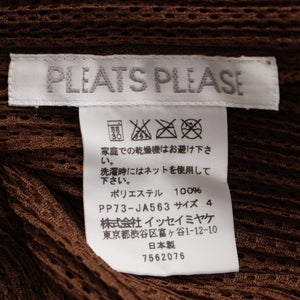 PLEATS PLEASE
家庭での乾燥機はお避け下さい。
洗濯時にはネットを使用して下さい。
ポリエステル 100%
PP73-JA563 サイズ 4
株式会社 イッセイミヤケ
東京都渋谷区大山町1-12-10
日本製
7562076